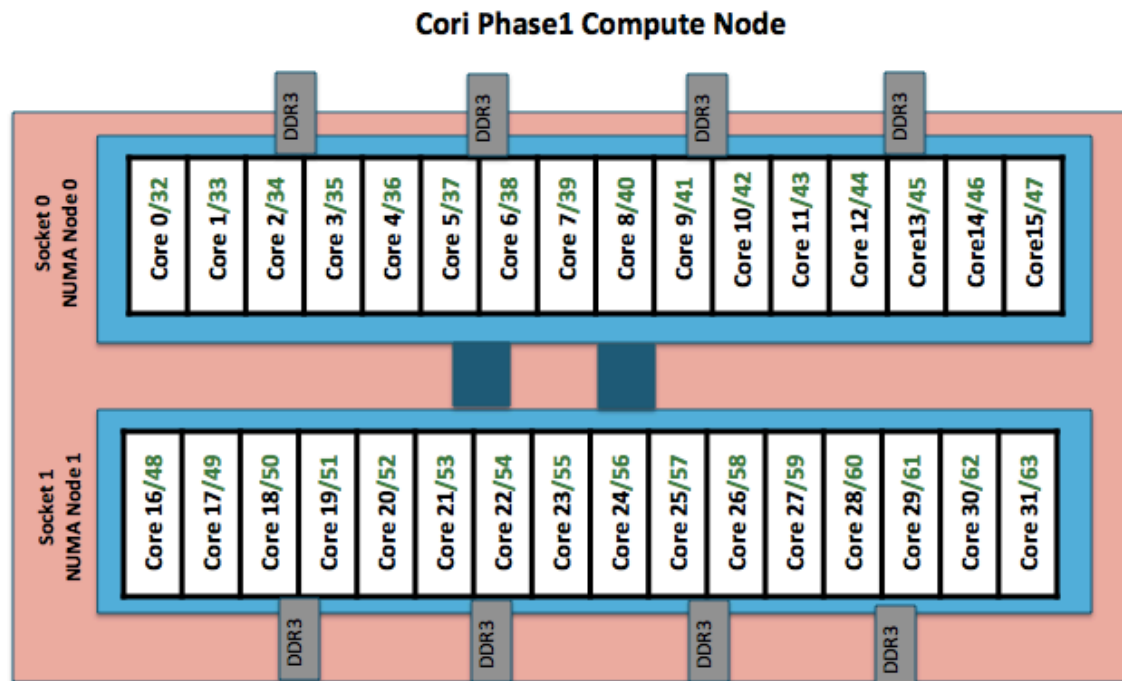 Cori Phase1 Compute Node
DDR3
DDR3
DDR3
DDR3
Socket 0
NUMA Node 0
Core 0/32
Core 1/33
Core 2/34
Core 3/35
Core 4/36
Core 5/37
Core 6/38
Core 7/39
Core 8/40
Core 9/41
Core 10/42
Core 11/43
Core 12/44
Core13/45
Core14/46
Core15/47
Socket 1
NUMA Node 1
Core 16/48
Core 17/49
Core 18/50
Core 19/51
Core 20/52
Core 21/53
Core 22/54
Core 23/55
Core 24/56
Core 25/57
Core 26/58
Core 27/59
Core 28/60
Core 29/61
Core 30/62
Core 31/63
DDR3
DDR3
DDR3
DDR3